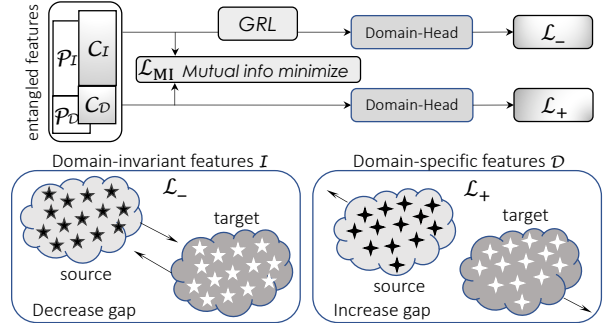 entangled features
𝒫_I
C_I
𝒫_𝒟
C_𝒟
GRL
Domain-Head
ℒ_−
ℒ_MI Mutual info minimize
Domain-Head
ℒ_+
Domain-invariant features I
ℒ_−
source
target
Decrease gap
Domain-specific features 𝒟
ℒ_+
source
target
Increase gap